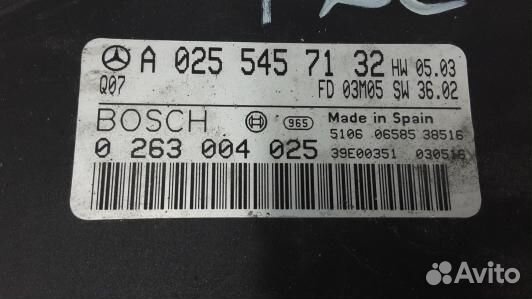 A 025 545 71 32 HW 05.03
Q07 FD 03M05 SW 36.02
BOSCH 965 Made in Spain
5106 06585 38516
0 263 004 025 39E00351 030516
Avito